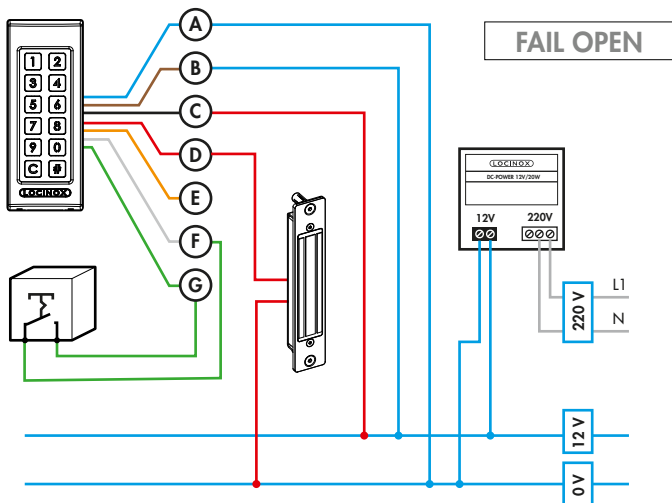 FAIL OPEN
A
B
C
D
E
F
G
1 2
3 4
5 6
7 8
9 0
C #
LOCINOX
LOCINOX
DC-POWER 12V/20W
12V 220V
L1
N
220 V
12 V
0 V